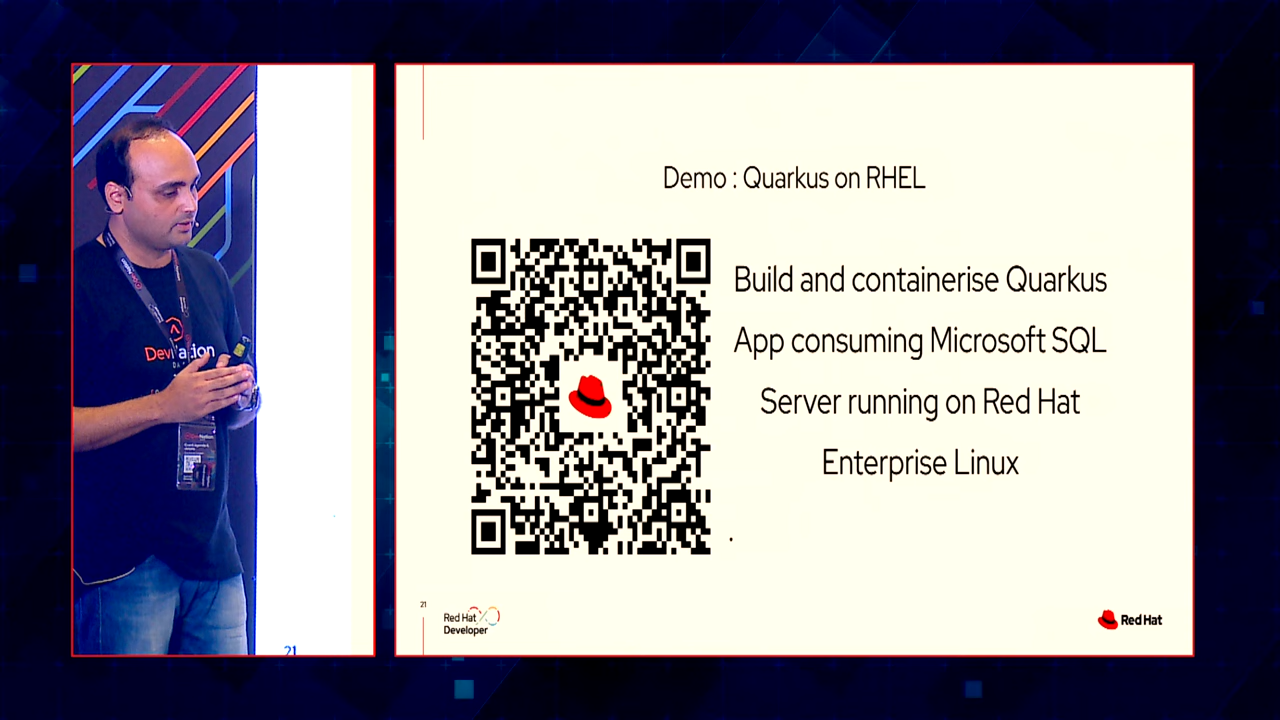 Demo : Quarkus on RHEL
Build and containerise Quarkus
App consuming Microsoft SQL
Server running on Red Hat
Enterprise Linux
.
21
Red Hat
Developer
Red Hat
21